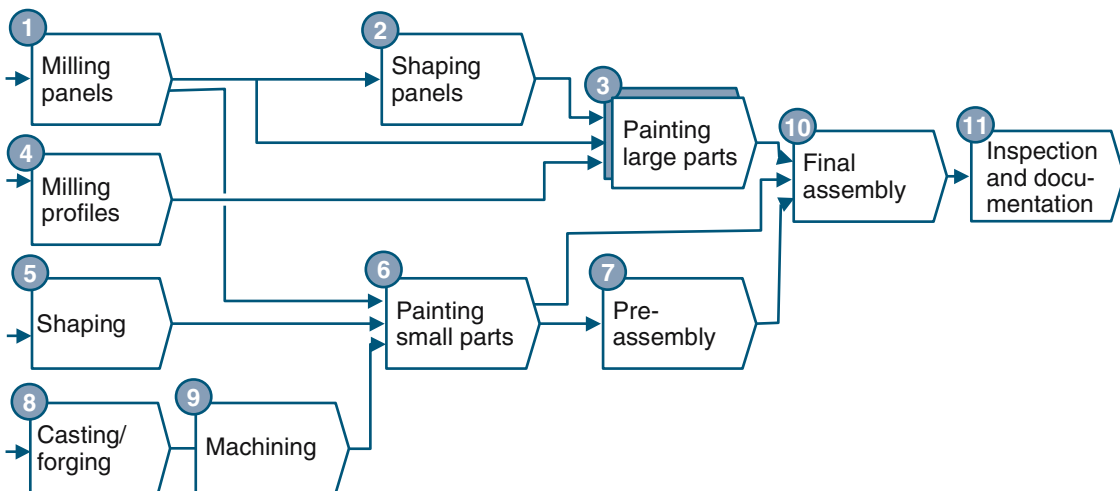 1
Milling
panels
2
Shaping
panels
3
Painting
large parts
4
Milling
profiles
5
Shaping
6
Painting
small parts
7
Pre-
assembly
8
Casting/
forging
9
Machining
10
Final
assembly
11
Inspection
and docu-
mentation